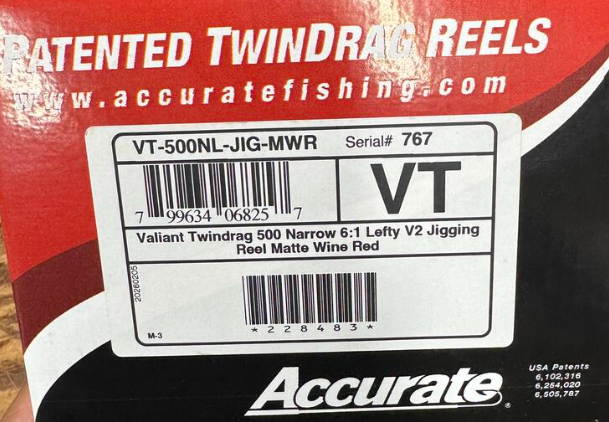 PATENTED TWINDRAG REELS
www.accuratefishing.com
VT-500NL-JIG-MWR Serial# 767
VT
7 99634 06825 7
Valiant Twindrag 500 Narrow 6:1 Lefty V2 Jigging
Reel Matte Wine Red
20260205
*228483*
M-3
Accurate.
USA Patents
6,102,316
6,254,020
6,505,787